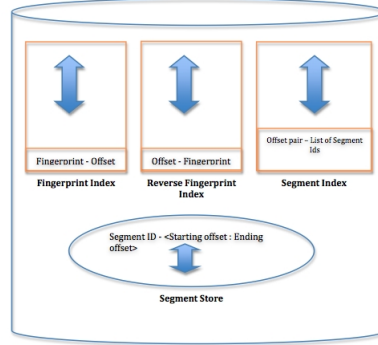 Fingerprint - Offset
Offset - Fingerprint
Offset pair – List of Segment
Ids
Fingerprint Index
Reverse Fingerprint
Index
Segment Index
Segment ID - <Starting offset : Ending
offset>
Segment Store